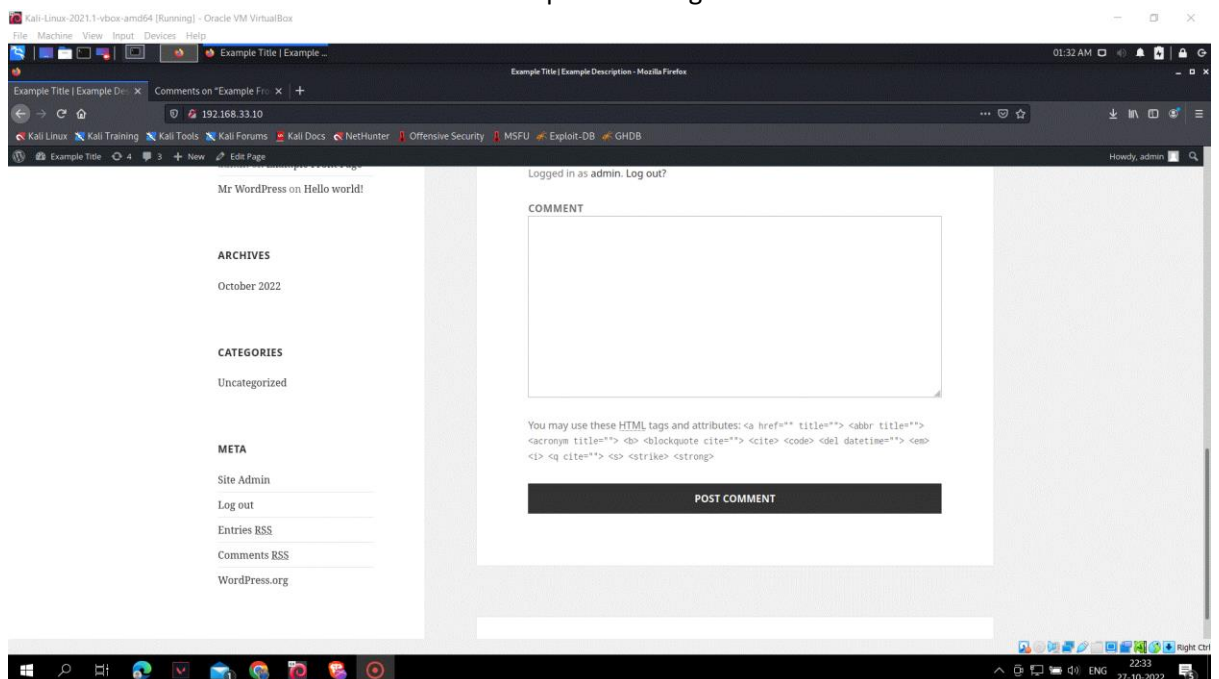 Kali-Linux-2021.1-vbox-amd64 [Running] - Oracle VM VirtualBox
File Machine View Input Devices Help
Example Title | Example ...
01:32 AM
Example Title | Example Description - Mozilla Firefox
Example Title | Example Des
Comments on "Example Fro
192.168.33.10
Kali Linux Kali Training Kali Tools Kali Forums Kali Docs NetHunter Offensive Security MSFU Exploit-DB GHDB
Example Title 4 3 + New Edit Page Howdy, admin
Logged in as admin. Log out?
Mr WordPress on Hello world!
COMMENT
ARCHIVES
October 2022
CATEGORIES
Uncategorized
You may use these HTML tags and attributes: <a href="" title=""> <abbr title="">
<acronym title=""> <b> <blockquote cite=""> <cite> <code> <del datetime=""> <em>
<i> <q cite=""> <s> <strike> <strong>
META
Site Admin
POST COMMENT
Log out
Entries RSS
Comments RSS
WordPress.org
Right Ctrl
ENG
22:33
27-10-2022